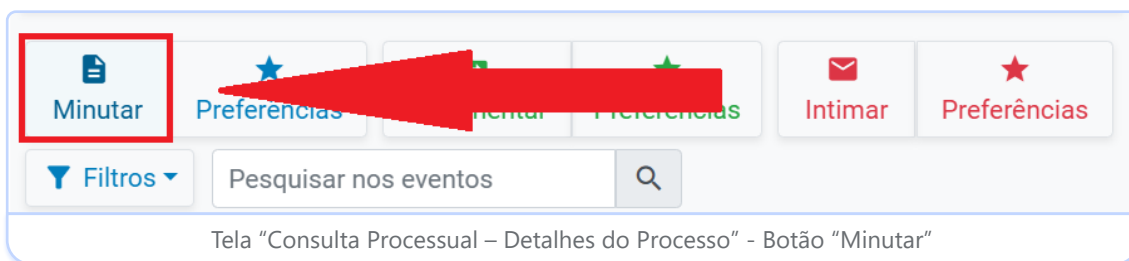 Minutar Preferências Preferências Intimar Preferências
Filtros Pesquisar nos eventos
Tela “Consulta Processual – Detalhes do Processo” - Botão “Minutar”